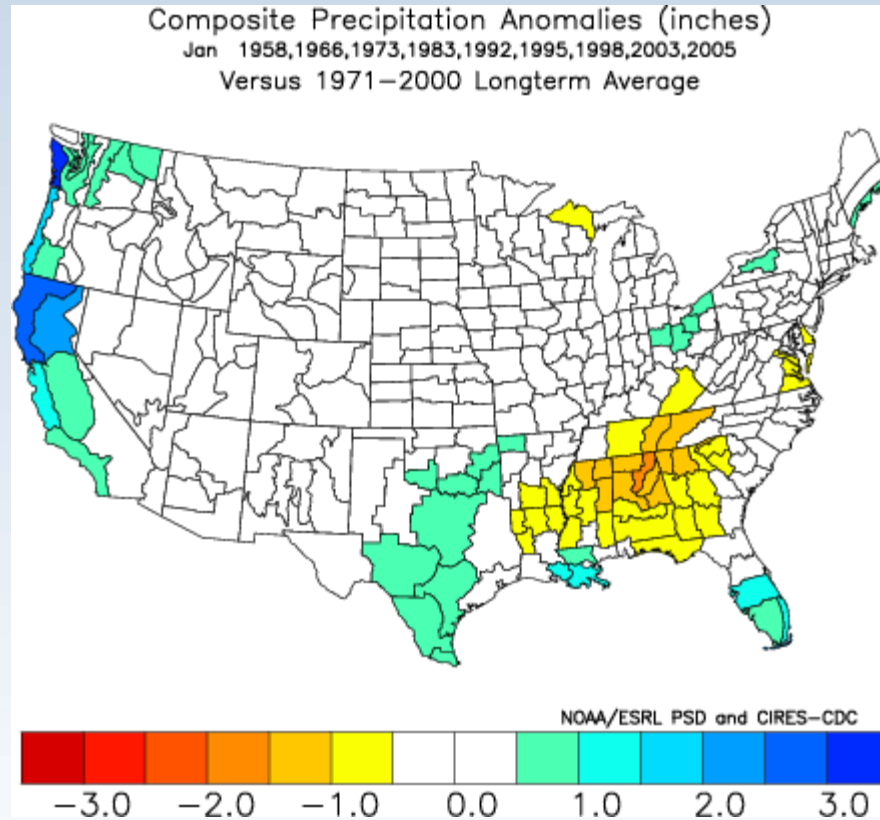 Composite Precipitation Anomalies (inches)
Jan 1958,1966,1973,1983,1992,1995,1998,2003,2005
Versus 1971−2000 Longterm Average
NOAA/ESRL PSD and CIRES−CDC
−3.0 −2.0 −1.0 0.0 1.0 2.0 3.0